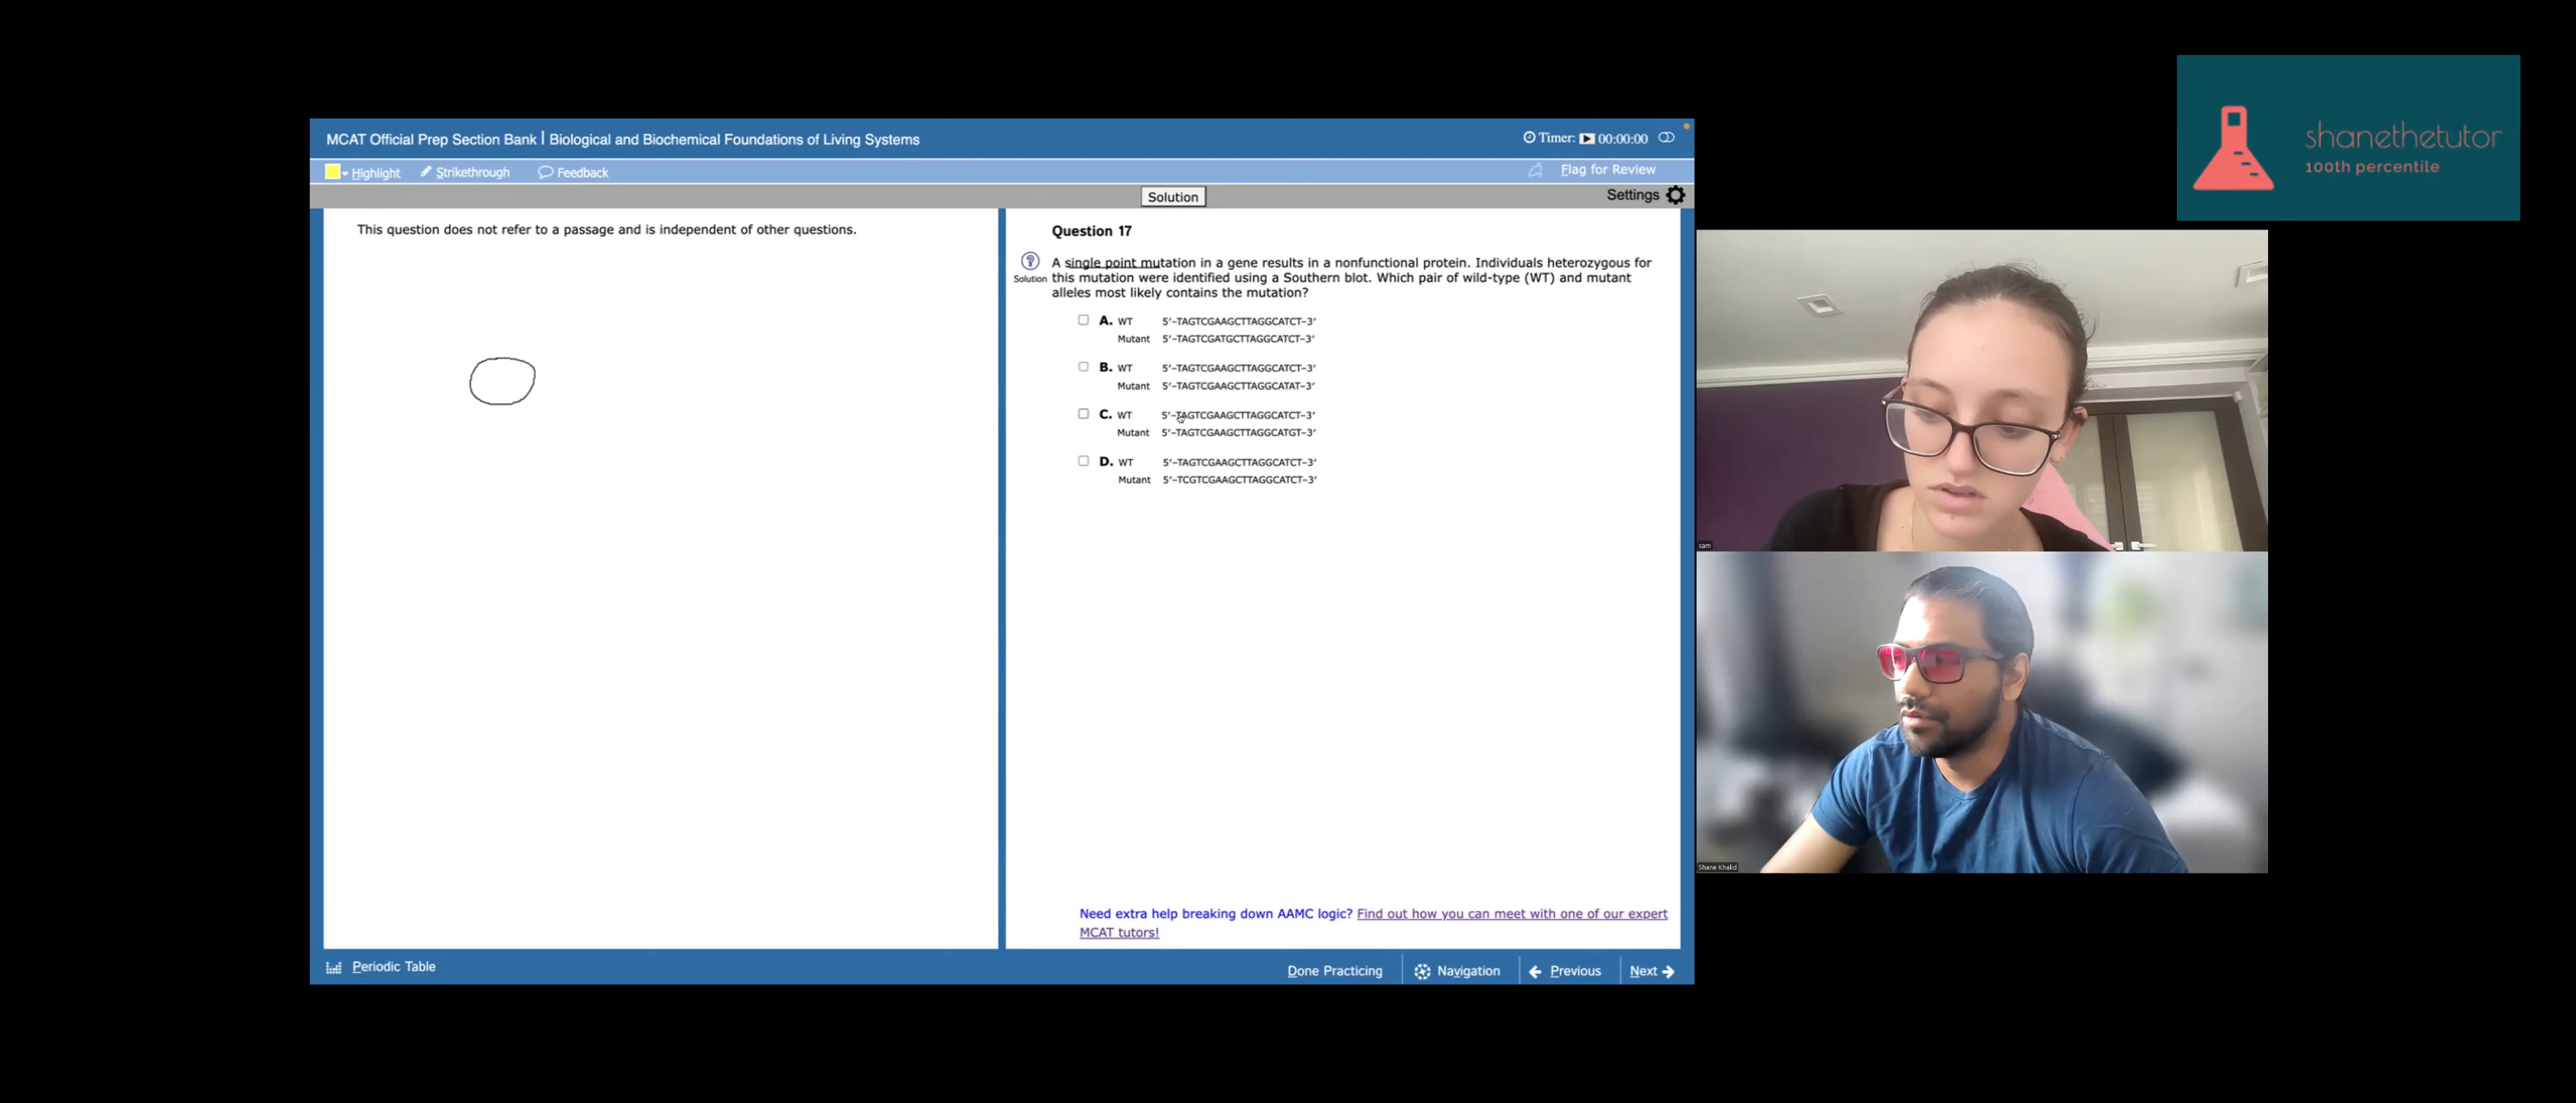 shanethetutor
100th percentile
MCAT Official Prep Section Bank | Biological and Biochemical Foundations of Living Systems
Timer: 00:00:00
Highlight
Strikethrough
Feedback
Flag for Review
Solution
Settings
This question does not refer to a passage and is independent of other questions.
Question 17
Solution
A single point mutation in a gene results in a nonfunctional protein. Individuals heterozygous for
this mutation were identified using a Southern blot. Which pair of wild-type (WT) and mutant
alleles most likely contains the mutation?
A. WT 5′–TAGTCGAAGCTTAGGCATCT–3′
Mutant 5′–TAGTCGATGCTTAGGCATCT–3′
B. WT 5′–TAGTCGAAGCTTAGGCATCT–3′
Mutant 5′–TAGTCGAAGCTTAGGCATAT–3′
C. WT 5′–TAGTCGAAGCTTAGGCATCT–3′
Mutant 5′–TAGTCGAAGCTTAGGCATGT–3′
D. WT 5′–TAGTCGAAGCTTAGGCATCT–3′
Mutant 5′–TCGTCGAAGCTTAGGCATCT–3′
sam
Shane Khalid
Need extra help breaking down AAMC logic? Find out how you can meet with one of our expert
MCAT tutors!
Periodic Table
Done Practicing
Navigation
Previous
Next